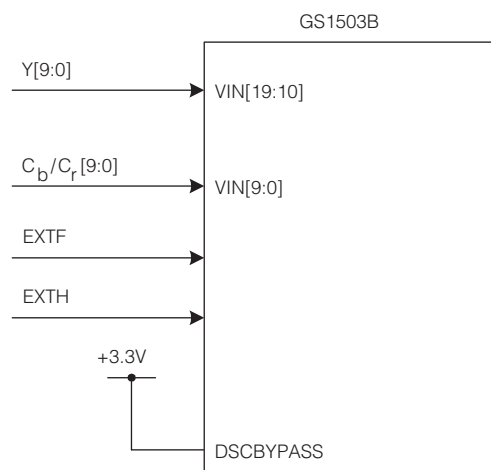 GS1503B
Y[9:0]
VIN[19:10]
Cb/Cr[9:0]
VIN[9:0]
EXTF
EXTH
+3.3V
DSCBYPASS